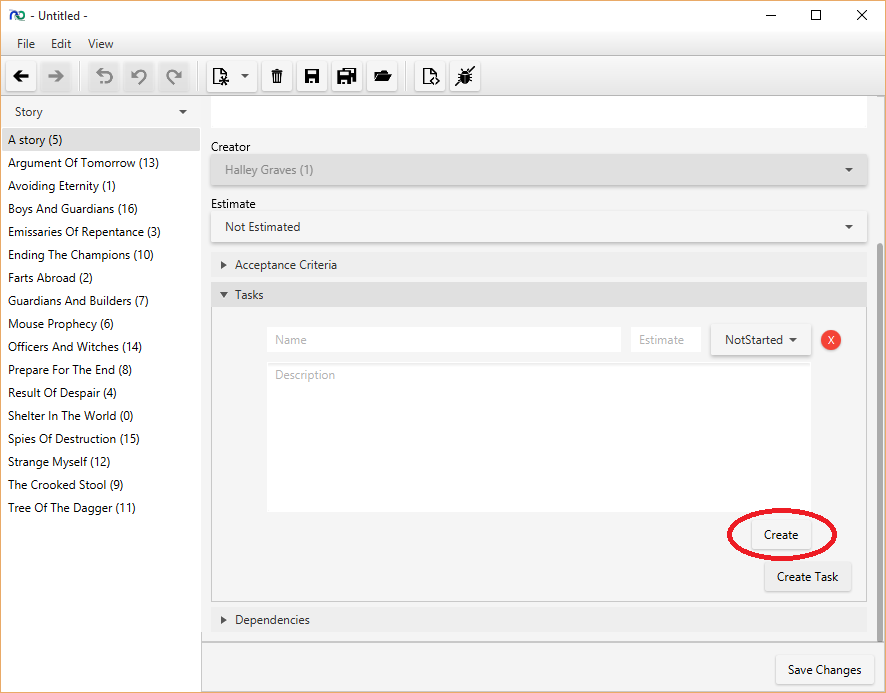 - Untitled -
File Edit View
Story
A story (5)
Argument Of Tomorrow (13)
Avoiding Eternity (1)
Boys And Guardians (16)
Emissaries Of Repentance (3)
Ending The Champions (10)
Farts Abroad (2)
Guardians And Builders (7)
Mouse Prophecy (6)
Officers And Witches (14)
Prepare For The End (8)
Result Of Despair (4)
Shelter In The World (0)
Spies Of Destruction (15)
Strange Myself (12)
The Crooked Stool (9)
Tree Of The Dagger (11)
Creator
Halley Graves (1)
Estimate
Not Estimated
Acceptance Criteria
Tasks
Name Estimate NotStarted X
Description
Create
Create Task
Dependencies
Save Changes